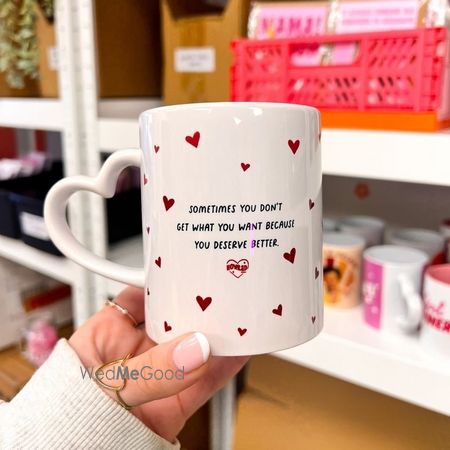 SOMETIMES YOU DON'T
GET WHAT YOU WANT BECAUSE
YOU DESERVE BETTER.
WedMeGood